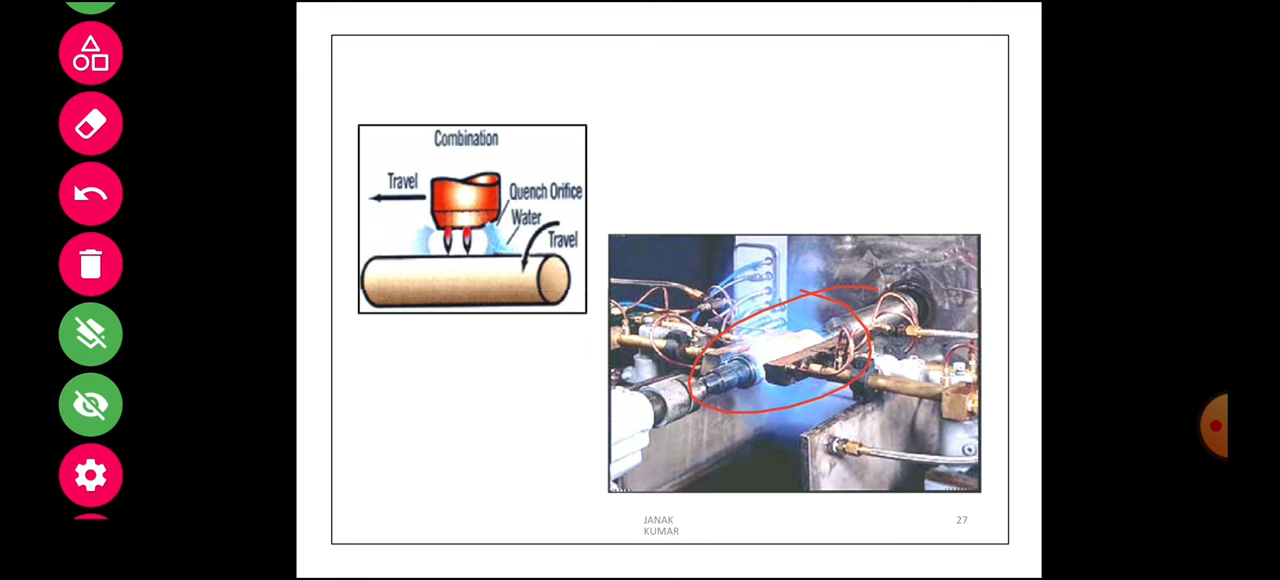 Combination
Travel
Quench Orifice
Water
Travel
JANAK
KUMAR
27